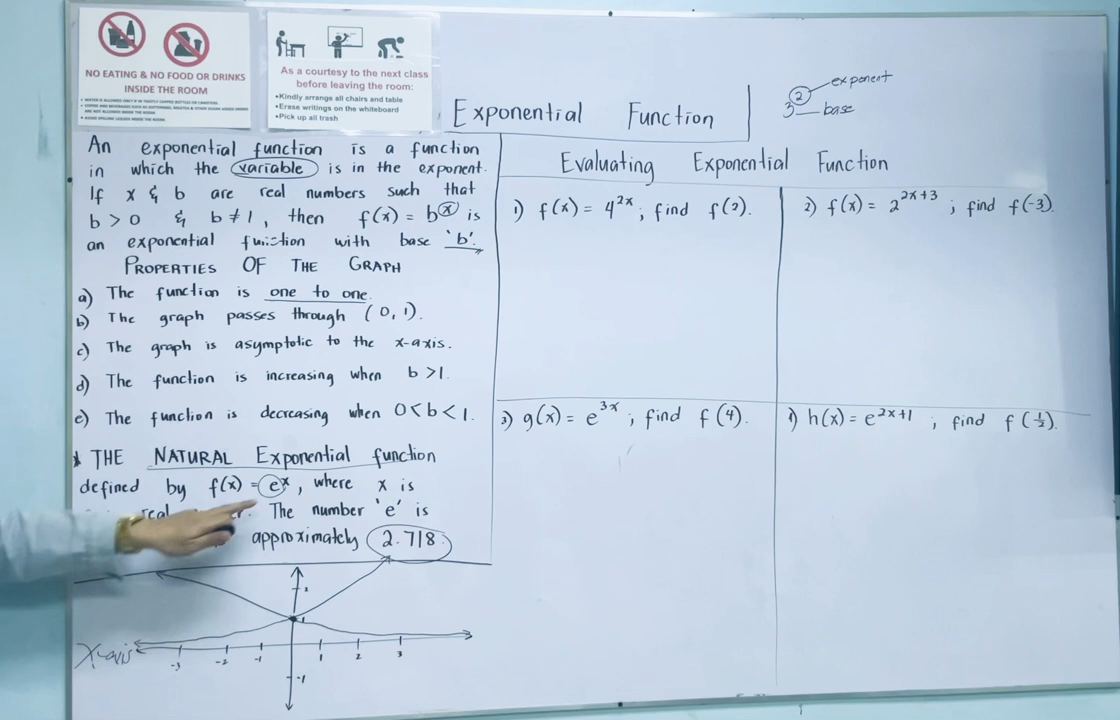 NO EATING & NO FOOD OR DRINKS
INSIDE THE ROOM
As a courtesy to the next class
before leaving the room:
•Kindly arrange all chairs and table
•Erase writings on the whiteboard
•Pick up all trash
Exponential Function
2 exponent
3 base
An exponential function is a function
in which the variable is in the exponent.
If x & b are real numbers such that
b > 0 & b ≠ 1, then f(x) = bˣ is
an exponential function with base 'b'.
PROPERTIES OF THE GRAPH
a) The function is one to one.
b) The graph passes through (0, 1).
c) The graph is asymptotic to the x-axis.
d) The function is increasing when b >1.
e) The function is decreasing when 0<b<1.
* THE NATURAL Exponential function
defined by f(x) = eˣ, where x is
real The number 'e' is
approximately 2.718
X-axis
-3 -2 -1 1 2 3
1
-1
Evaluating Exponential Function
1) f(x) = 4²ˣ ; find f(2).
2) f(x) = 2²ˣ⁺³ ; find f(-3).
3) g(x) = e³ˣ ; find f(4).
h(x) = e²ˣ⁺¹ ; find f(½).